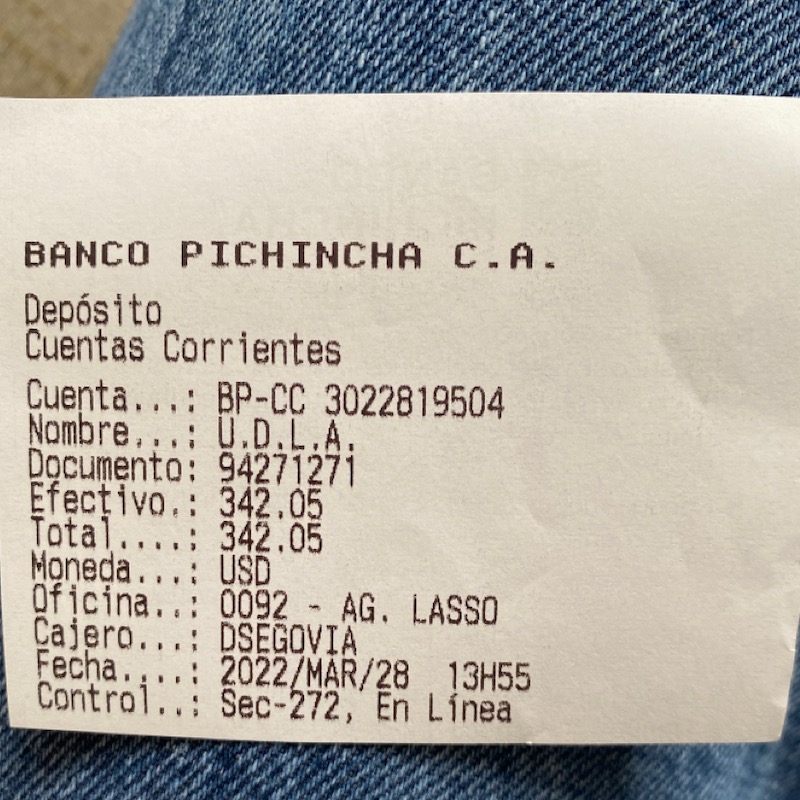 BANCO PICHINCHA C.A.
Depósito
Cuentas Corrientes
Cuenta...: BP-CC 3022819504
Nombre...: U.D.L.A.
Documento: 94271271
Efectivo.: 342.05
Total....: 342.05
Moneda...: USD
Oficina..: 0092 - AG. LASSO
Cajero...: DSEGOVIA
Fecha....: 2022/MAR/28 13H55
Control..: Sec-272, En Línea